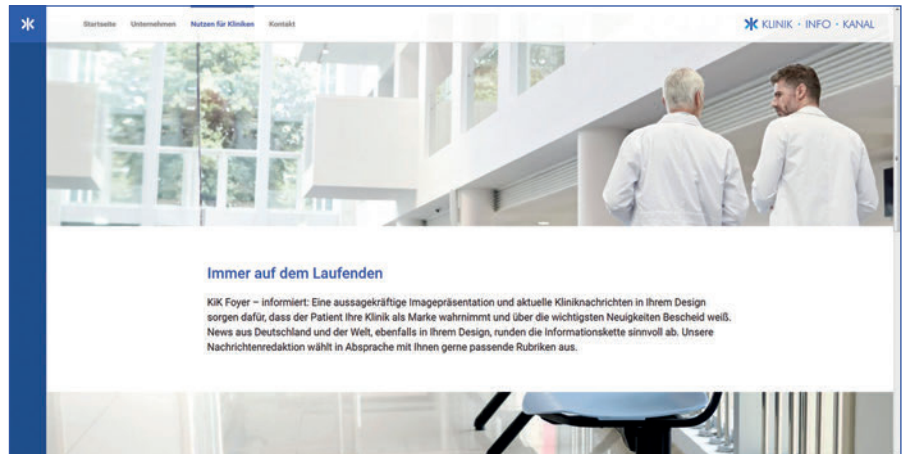 Startseite Unternehmen Nutzen für Kliniken Kontakt
KLINIK · INFO · KANAL
Immer auf dem Laufenden
KiK Foyer – informiert: Eine aussagekräftige Imagepräsentation und aktuelle Kliniknachrichten in Ihrem Design
sorgen dafür, dass der Patient Ihre Klinik als Marke wahrnimmt und über die wichtigsten Neuigkeiten Bescheid weiß.
News aus Deutschland und der Welt, ebenfalls in Ihrem Design, runden die Informationskette sinnvoll ab. Unsere
Nachrichtenredaktion wählt in Absprache mit Ihnen gerne passende Rubriken aus.